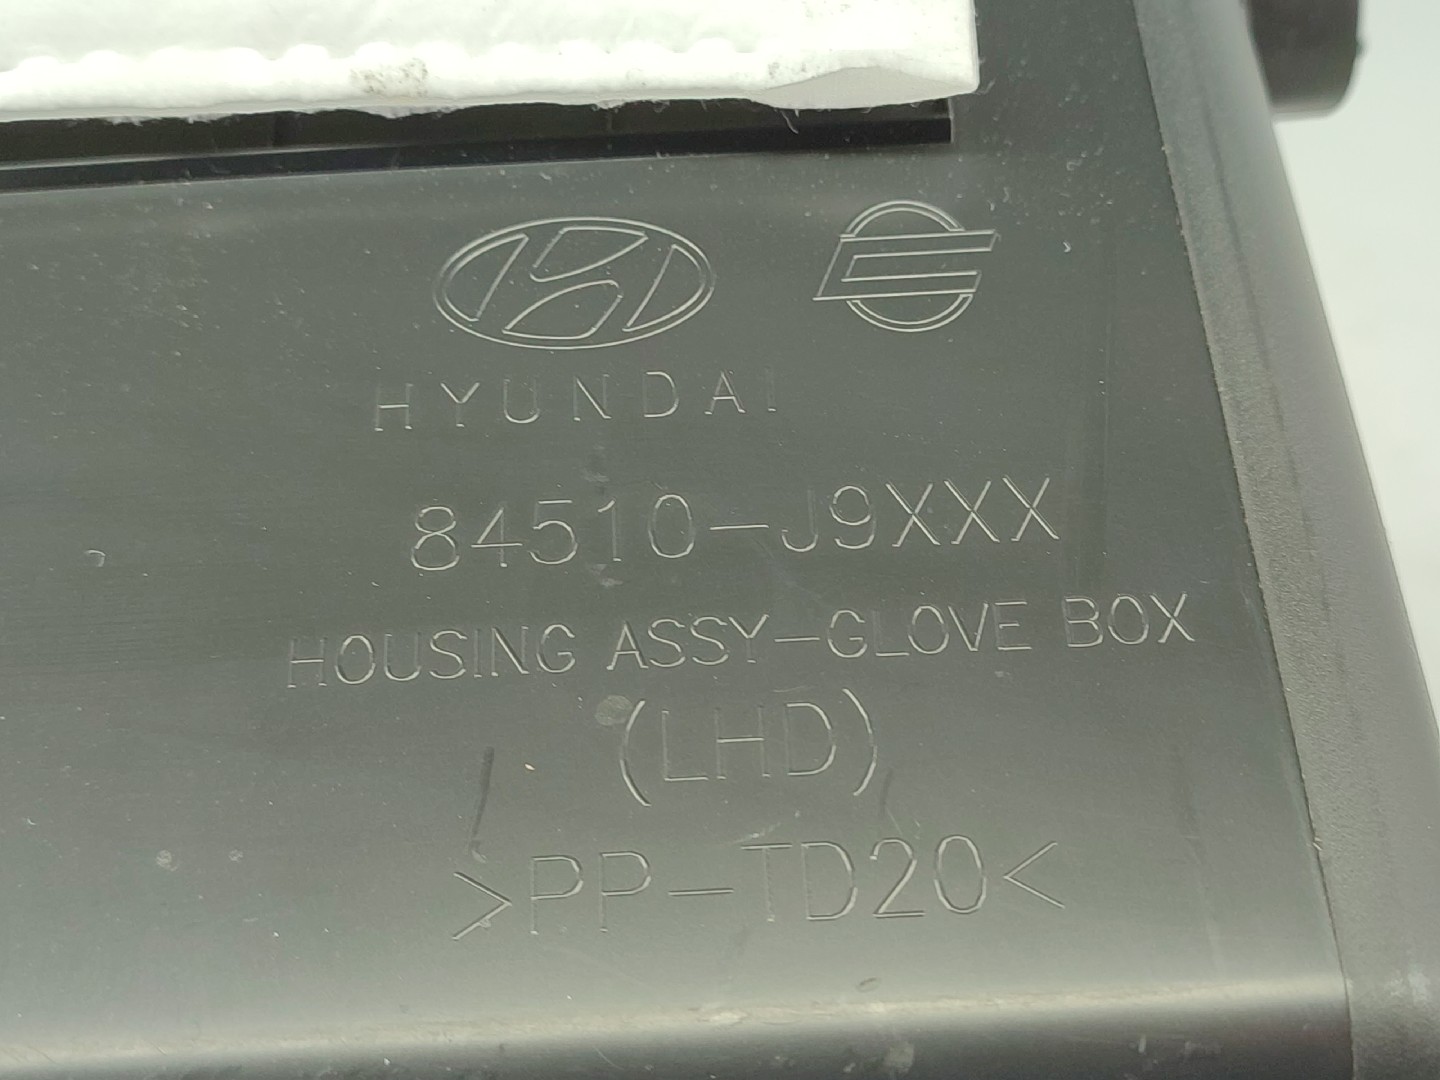 HYUNDAI
84510-J9XXX
HOUSING ASSY-GLOVE BOX
(LHD)
>PP-TD20<